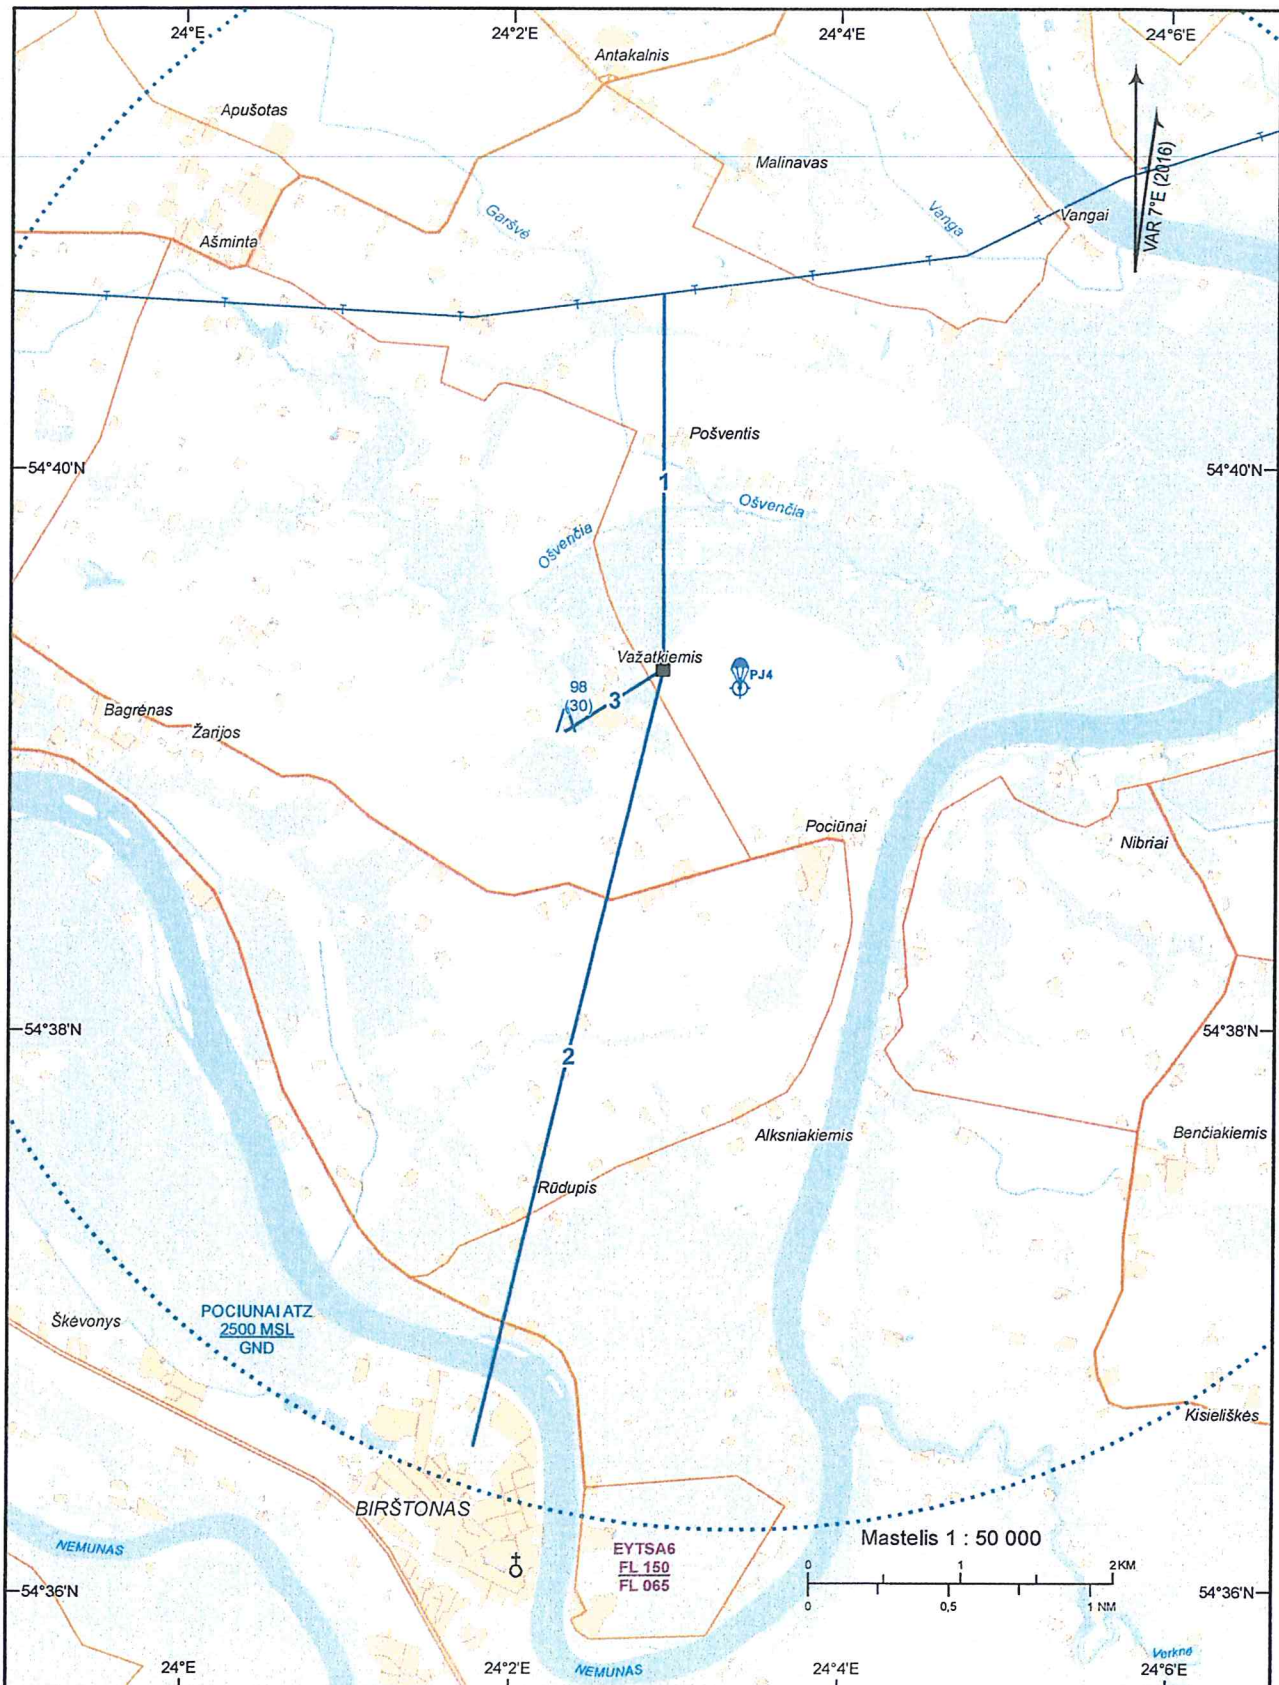 24°E
24°2'E
24°4'E
24°6'E
Antakalnis
Apušotas
Malinavas
VAR 7°E (2016)
Garšvė
Vanga
Vangai
Ašminta
Pošventis
54°40'N
54°40'N
1
Ošvenčia
Ošvenčia
Važatkiemis
PJ4
98
(30)
3
Bagrėnas
Žarijos
Pociūnai
Nibriai
54°38'N
54°38'N
2
Alksniakiemis
Benčiakiemis
Rūdupis
POCIUNAI ATZ
2500 MSL
GND
Škėvonys
Kisieliškės
BIRŠTONAS
Mastelis 1 : 50 000
NEMUNAS
EYTSA6
FL 150
FL 065
0 1 2KM
0 0,5 1 NM
54°36'N
54°36'N
Verknė
NEMUNAS
24°E
24°2'E
24°4'E
24°6'E